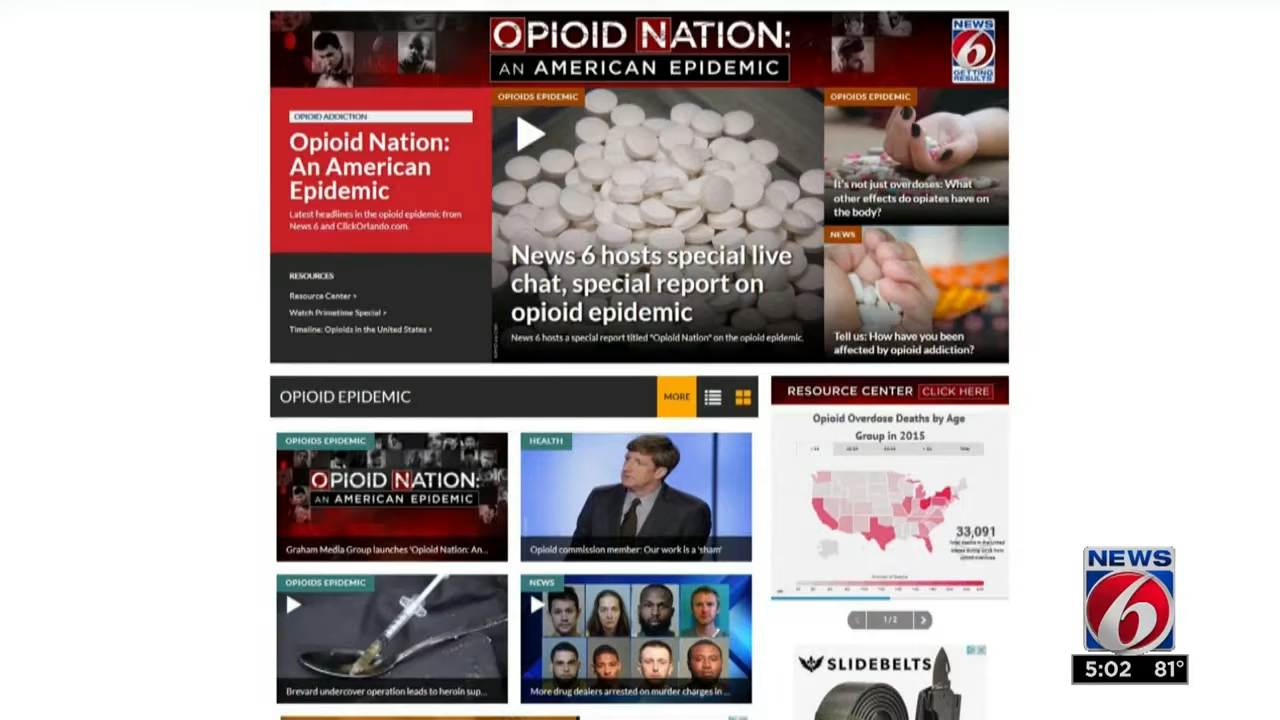 OPIOID NATION:
AN AMERICAN EPIDEMIC
NEWS
6
GETTING
RESULTS
OPIOID ADDICTION
Opioid Nation:
An American
Epidemic
Latest headlines in the opioid epidemic from
News 6 and ClickOrlando.com.
RESOURCES
Resource Center >
Watch Primetime Special >
Timeline: Opioids in the United States >
OPIOIDS EPIDEMIC
News 6 hosts special live
chat, special report on
opioid epidemic
News 6 hosts a special report titled "Opioid Nation" on the opioid epidemic.
OPIOIDS EPIDEMIC
It's not just overdoses: What
other effects do opiates have on
the body?
NEWS
Tell us: How have you been
affected by opioid addiction?
OPIOID EPIDEMIC
MORE
OPIOIDS EPIDEMIC
OPIOID NATION:
AN AMERICAN EPIDEMIC
Graham Media Group launches 'Opioid Nation: An...
HEALTH
Opioid commission member: Our work is a 'sham'
OPIOIDS EPIDEMIC
Brevard undercover operation leads to heroin sup...
NEWS
More drug dealers arrested on murder charges in ...
RESOURCE CENTER CLICK HERE
Opioid Overdose Deaths by Age
Group in 2015
33,091
1/2
SLIDEBELTS
NEWS
6
5:02 81°